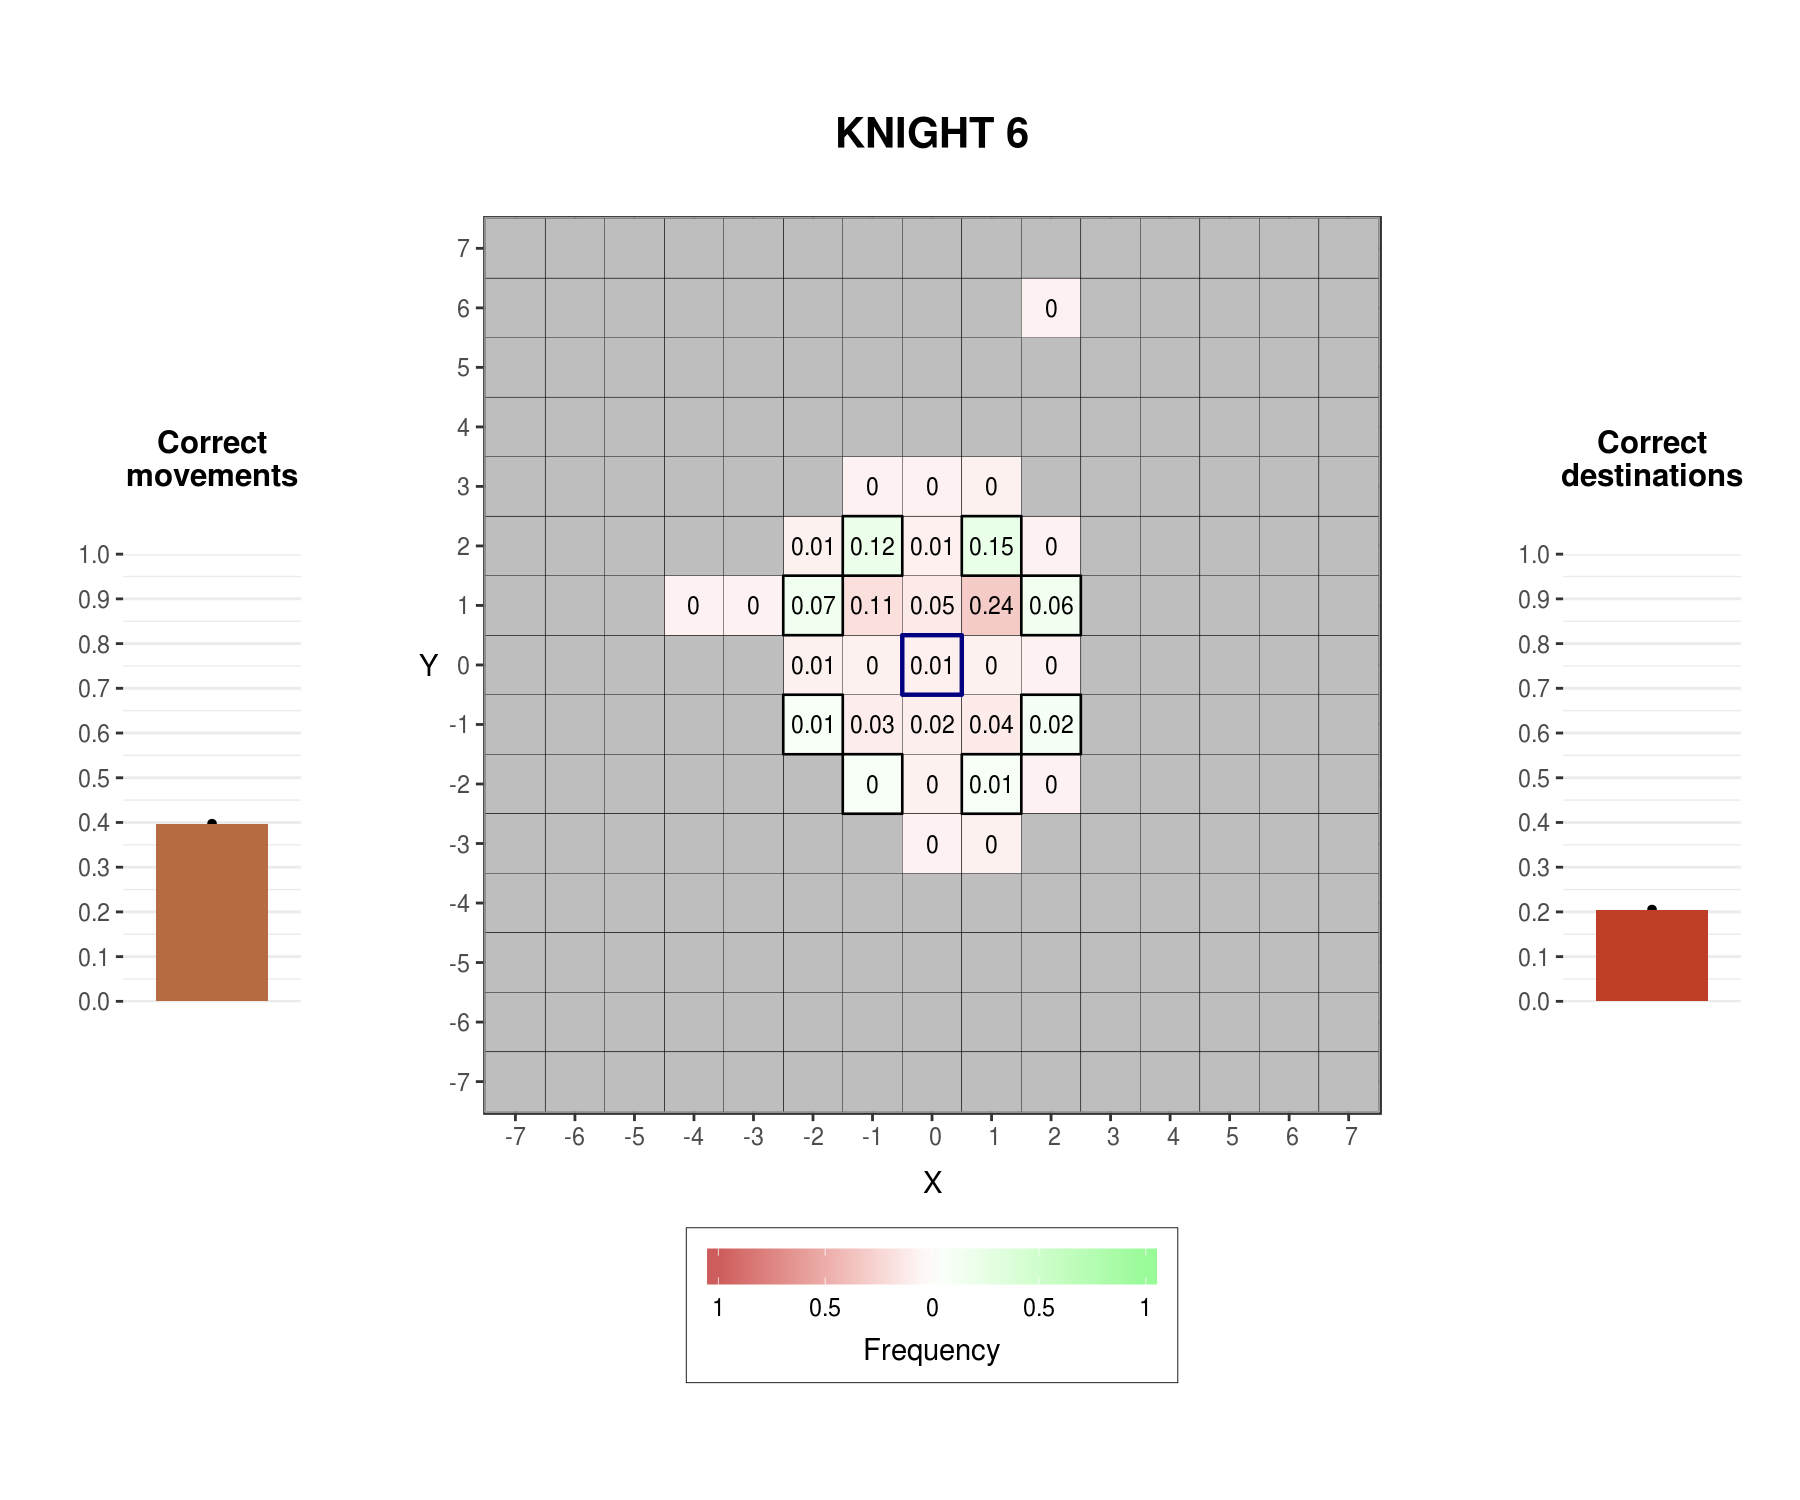 KNIGHT 6
Correct
movements
1.0
0.9
0.8
0.7
0.6
0.5
0.4
0.3
0.2
0.1
0.0
Y
7
6 0
5
4
3 0 0 0
2 0.01 0.12 0.01 0.15 0
1 0 0 0.07 0.11 0.05 0.24 0.06
0 0.01 0 0.01 0 0
-1 0.01 0.03 0.02 0.04 0.02
-2 0 0 0.01 0
-3 0 0
-4
-5
-6
-7
-7 -6 -5 -4 -3 -2 -1 0 1 2 3 4 5 6 7
X
1 0.5 0 0.5 1
Frequency
Correct
destinations
1.0
0.9
0.8
0.7
0.6
0.5
0.4
0.3
0.2
0.1
0.0